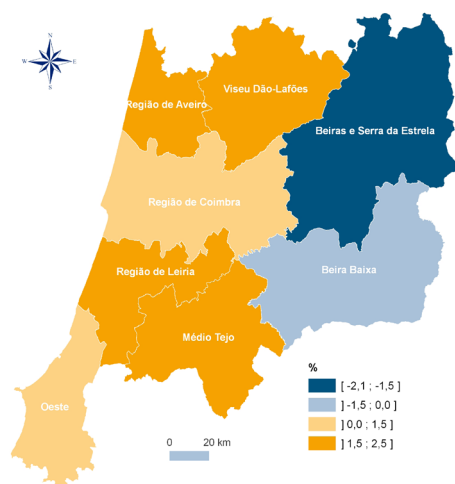 N
W E
S
Viseu Dão-Lafões
Região de Aveiro
Beiras e Serra da Estrela
Região de Coimbra
Região de Leiria
Beira Baixa
Médio Tejo
Oeste
%
[ -2,1 ; -1,5 ]
] -1,5 ; 0,0 ]
] 0,0 ; 1,5 ]
] 1,5 ; 2,5 ]
0 20 km